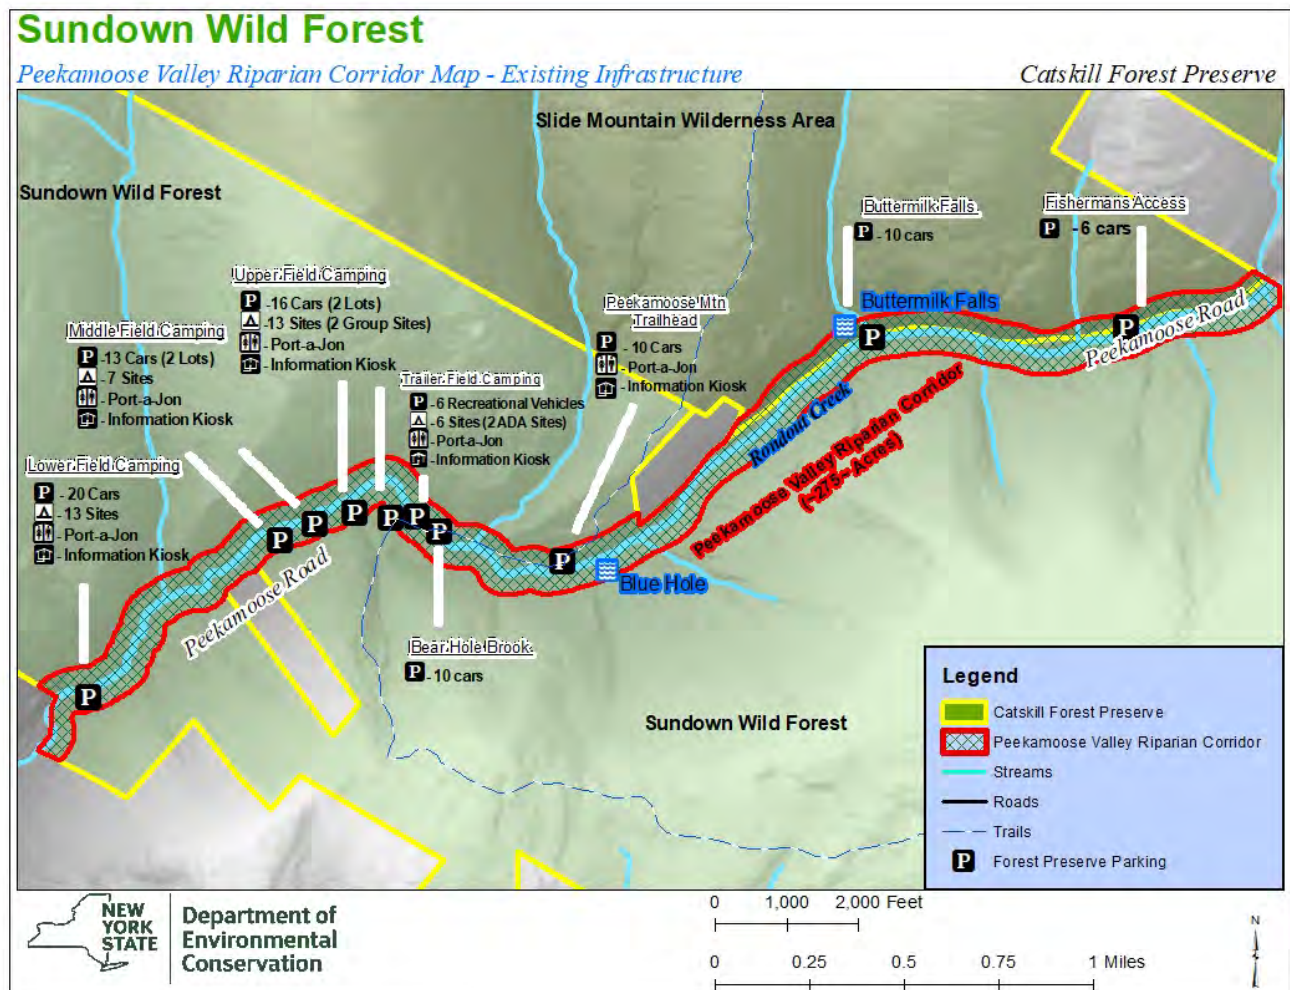 Sundown Wild Forest
Peekamoose Valley Riparian Corridor Map - Existing Infrastructure
Catskill Forest Preserve
Slide Mountain Wilderness Area
Sundown Wild Forest
Buttermilk Falls
P - 10 cars
Fishermans Access
P - 6 cars
Upper Field Camping
P -16 Cars (2 Lots)
-13 Sites (2 Group Sites)
- Port-a-Jon
- Information Kiosk
Middle Field Camping
P -13 Cars (2 Lots)
- 7 Sites
- Port-a-Jon
- Information Kiosk
Peekamoose Mtn
Trailhead
P - 10 Cars
- Port-a-Jon
- Information Kiosk
Trailer Field Camping
P - 6 Recreational Vehicles
- 6 Sites (2 ADA Sites)
- Port-a-Jon
- Information Kiosk
Lower Field Camping
P - 20 Cars
- 13 Sites
- Port-a-Jon
- Information Kiosk
Buttermilk Falls
P
P
Peekamoose Road
Rondout Creek
Peekamoose Valley Riparian Corridor
(~275~ Acres)
P
P
P
P
P
P
P
Blue Hole
Peekamoose Road
P
Bear Hole Brook
P - 10 cars
Sundown Wild Forest
Legend
Catskill Forest Preserve
Peekamoose Valley Riparian Corridor
Streams
Roads
Trails
P Forest Preserve Parking
NEW
YORK
STATE
Department of
Environmental
Conservation
0 1,000 2,000 Feet
0 0.25 0.5 0.75 1 Miles
N